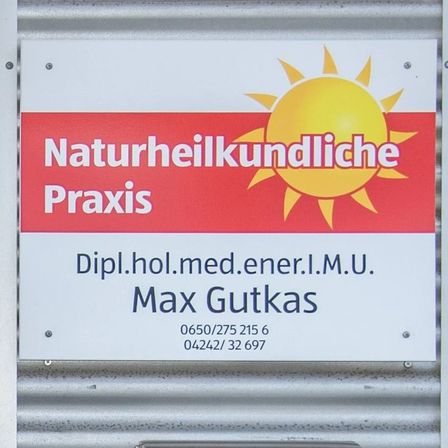 Naturheilkundliche
Praxis
Dipl.hol.med.ener.I.M.U.
Max Gutkas
0650/275 215 6
04242/ 32 697